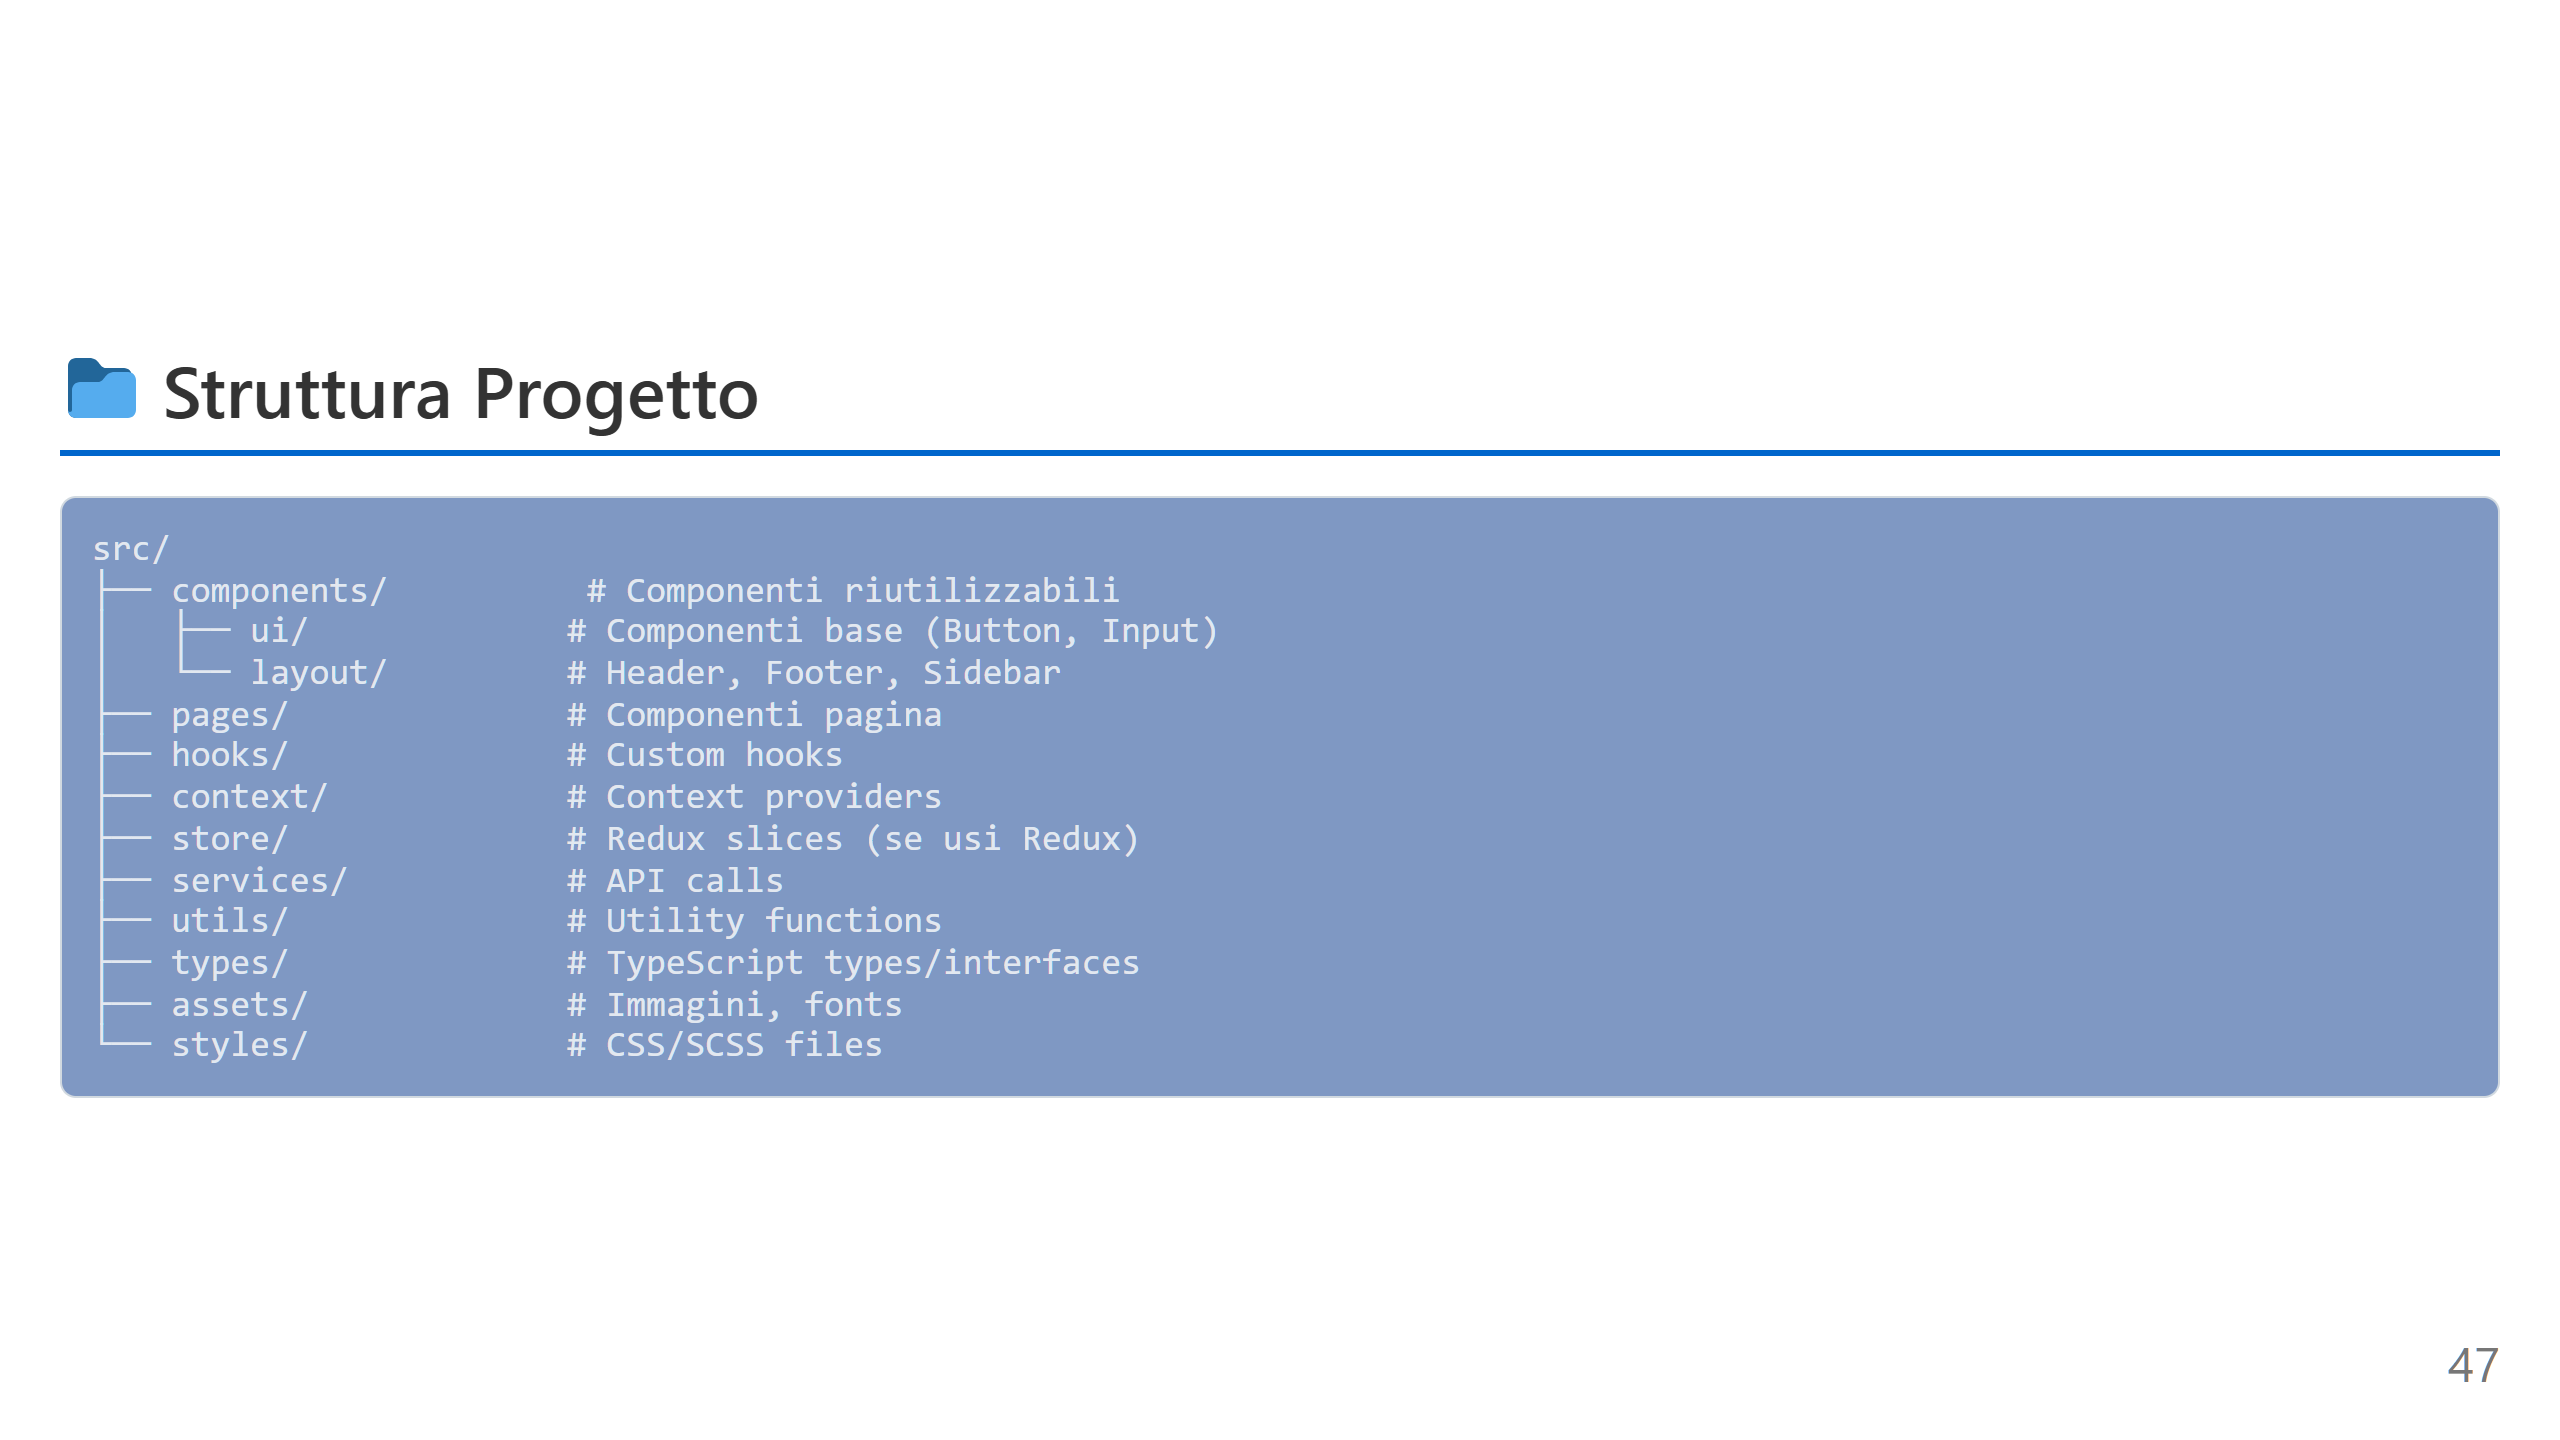 Struttura Progetto
src/
├── components/          # Componenti riutilizzabili
│   ├── ui/             # Componenti base (Button, Input)
│   └── layout/         # Header, Footer, Sidebar
├── pages/              # Componenti pagina
├── hooks/              # Custom hooks
├── context/            # Context providers
├── store/              # Redux slices (se usi Redux)
├── services/           # API calls
├── utils/              # Utility functions
├── types/              # TypeScript types/interfaces
├── assets/             # Immagini, fonts
└── styles/             # CSS/SCSS files
47